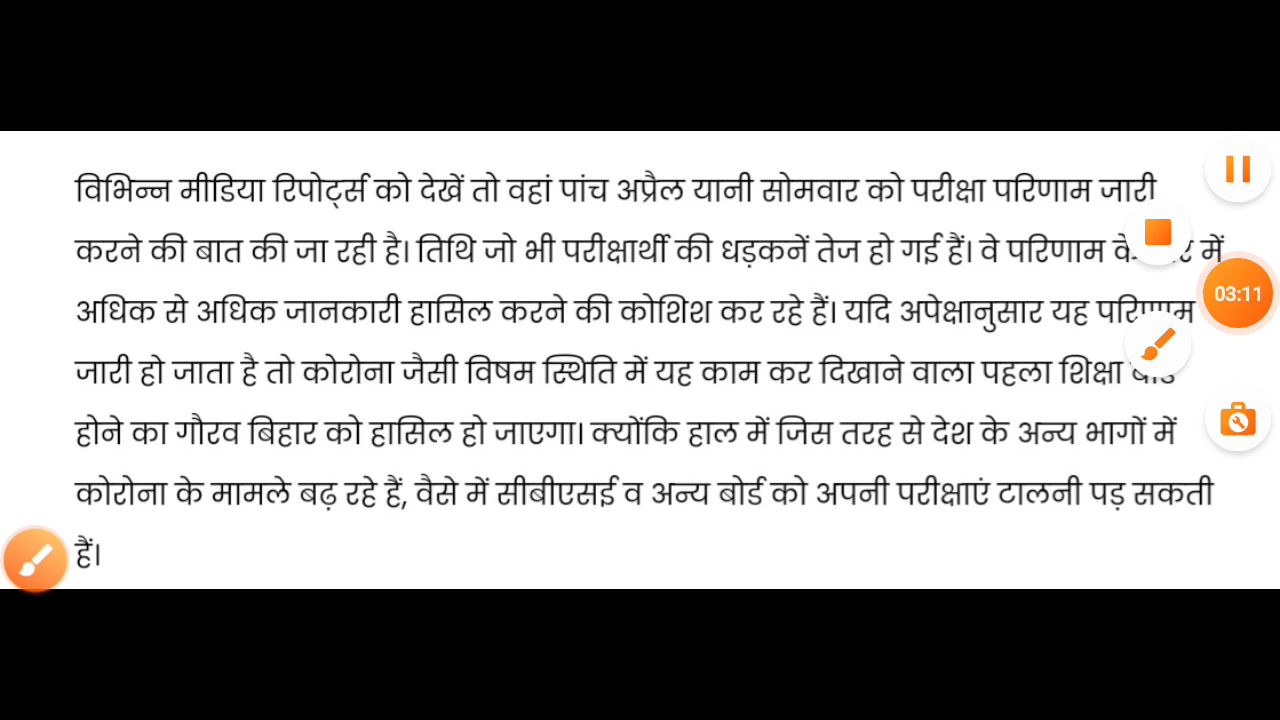 विभिन्न मीडिया रिपोर्ट्स को देखें तो वहां पांच अप्रैल यानी सोमवार को परीक्षा परिणाम जारी
करने की बात की जा रही है। तिथि जो भी परीक्षार्थी की धड़कनें तेज हो गई हैं। वे परिणाम में
अधिक से अधिक जानकारी हासिल करने की कोशिश कर रहे हैं। यदि अपेक्षानुसार यह परिणाम
03:11
जारी हो जाता है तो कोरोना जैसी विषम स्थिति में यह काम कर दिखाने वाला पहला शिक्षा
होने का गौरव बिहार को हासिल हो जाएगा। क्योंकि हाल में जिस तरह से देश के अन्य भागों में
कोरोना के मामले बढ़ रहे हैं, वैसे में सीबीएसई व अन्य बोर्ड को अपनी परीक्षाएं टालनी पड़ सकती
हैं।